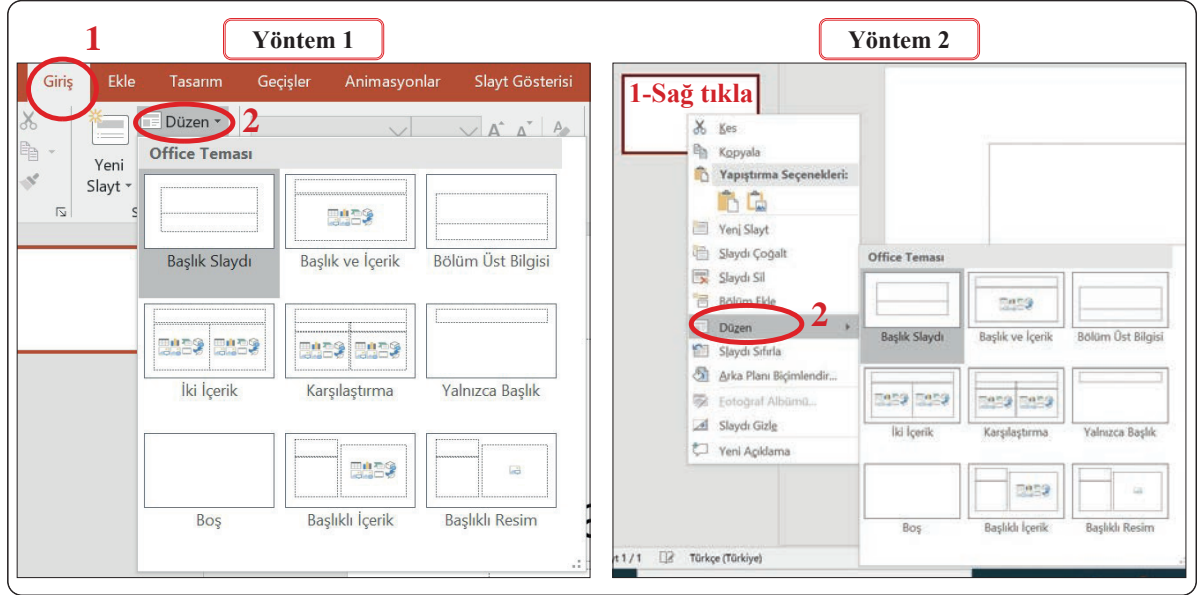 1
Yöntem 1
Giriş Ekle Tasarım Geçişler Animasyonlar Slayt Gösterisi
Düzen 2
Yeni
Slayt
Office Teması
Başlık Slaydı Başlık ve İçerik Bölüm Üst Bilgisi
İki İçerik Karşılaştırma Yalnızca Başlık
Boş Başlıklı İçerik Başlıklı Resim
Yöntem 2
1-Sağ tıkla
Kes
Kopyala
Yapıştırma Seçenekleri:
Yeni Slayt
Slaydı Çoğalt
Slaydı Sil
Bölüm Ekle
Düzen 2
Slaydı Sıfırla
Arka Planı Biçimlendir...
Fotoğraf Albümü...
Slaydı Gizle
Yeni Açıklama
Office Teması
Başlık Slaydı Başlık ve İçerik Bölüm Üst Bilgisi
İki İçerik Karşılaştırma Yalnızca Başlık
Boş Başlıklı İçerik Başlıklı Resim
1 / 1 Türkçe (Türkiye)